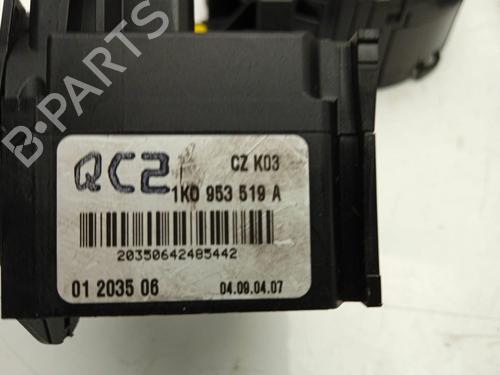 B-PARTS
QC2
CZ K03
1K0 953 519 A
20350642485442
01 2035 06
04.09.04.07